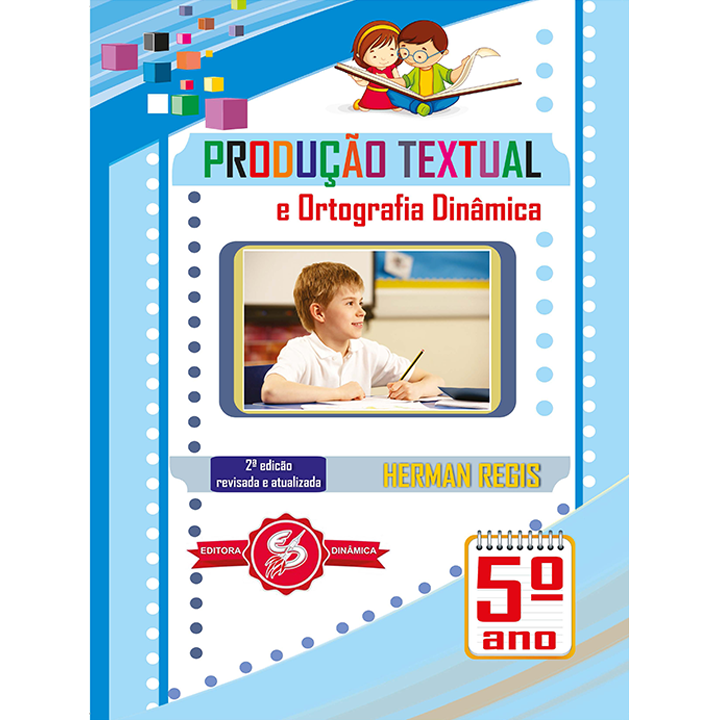 PRODUÇÃO TEXTUAL
e Ortografia Dinâmica
2ª edição
revisada e atualizada
HERMAN REGIS
EDITORA
DINÂMICA
5º
ano